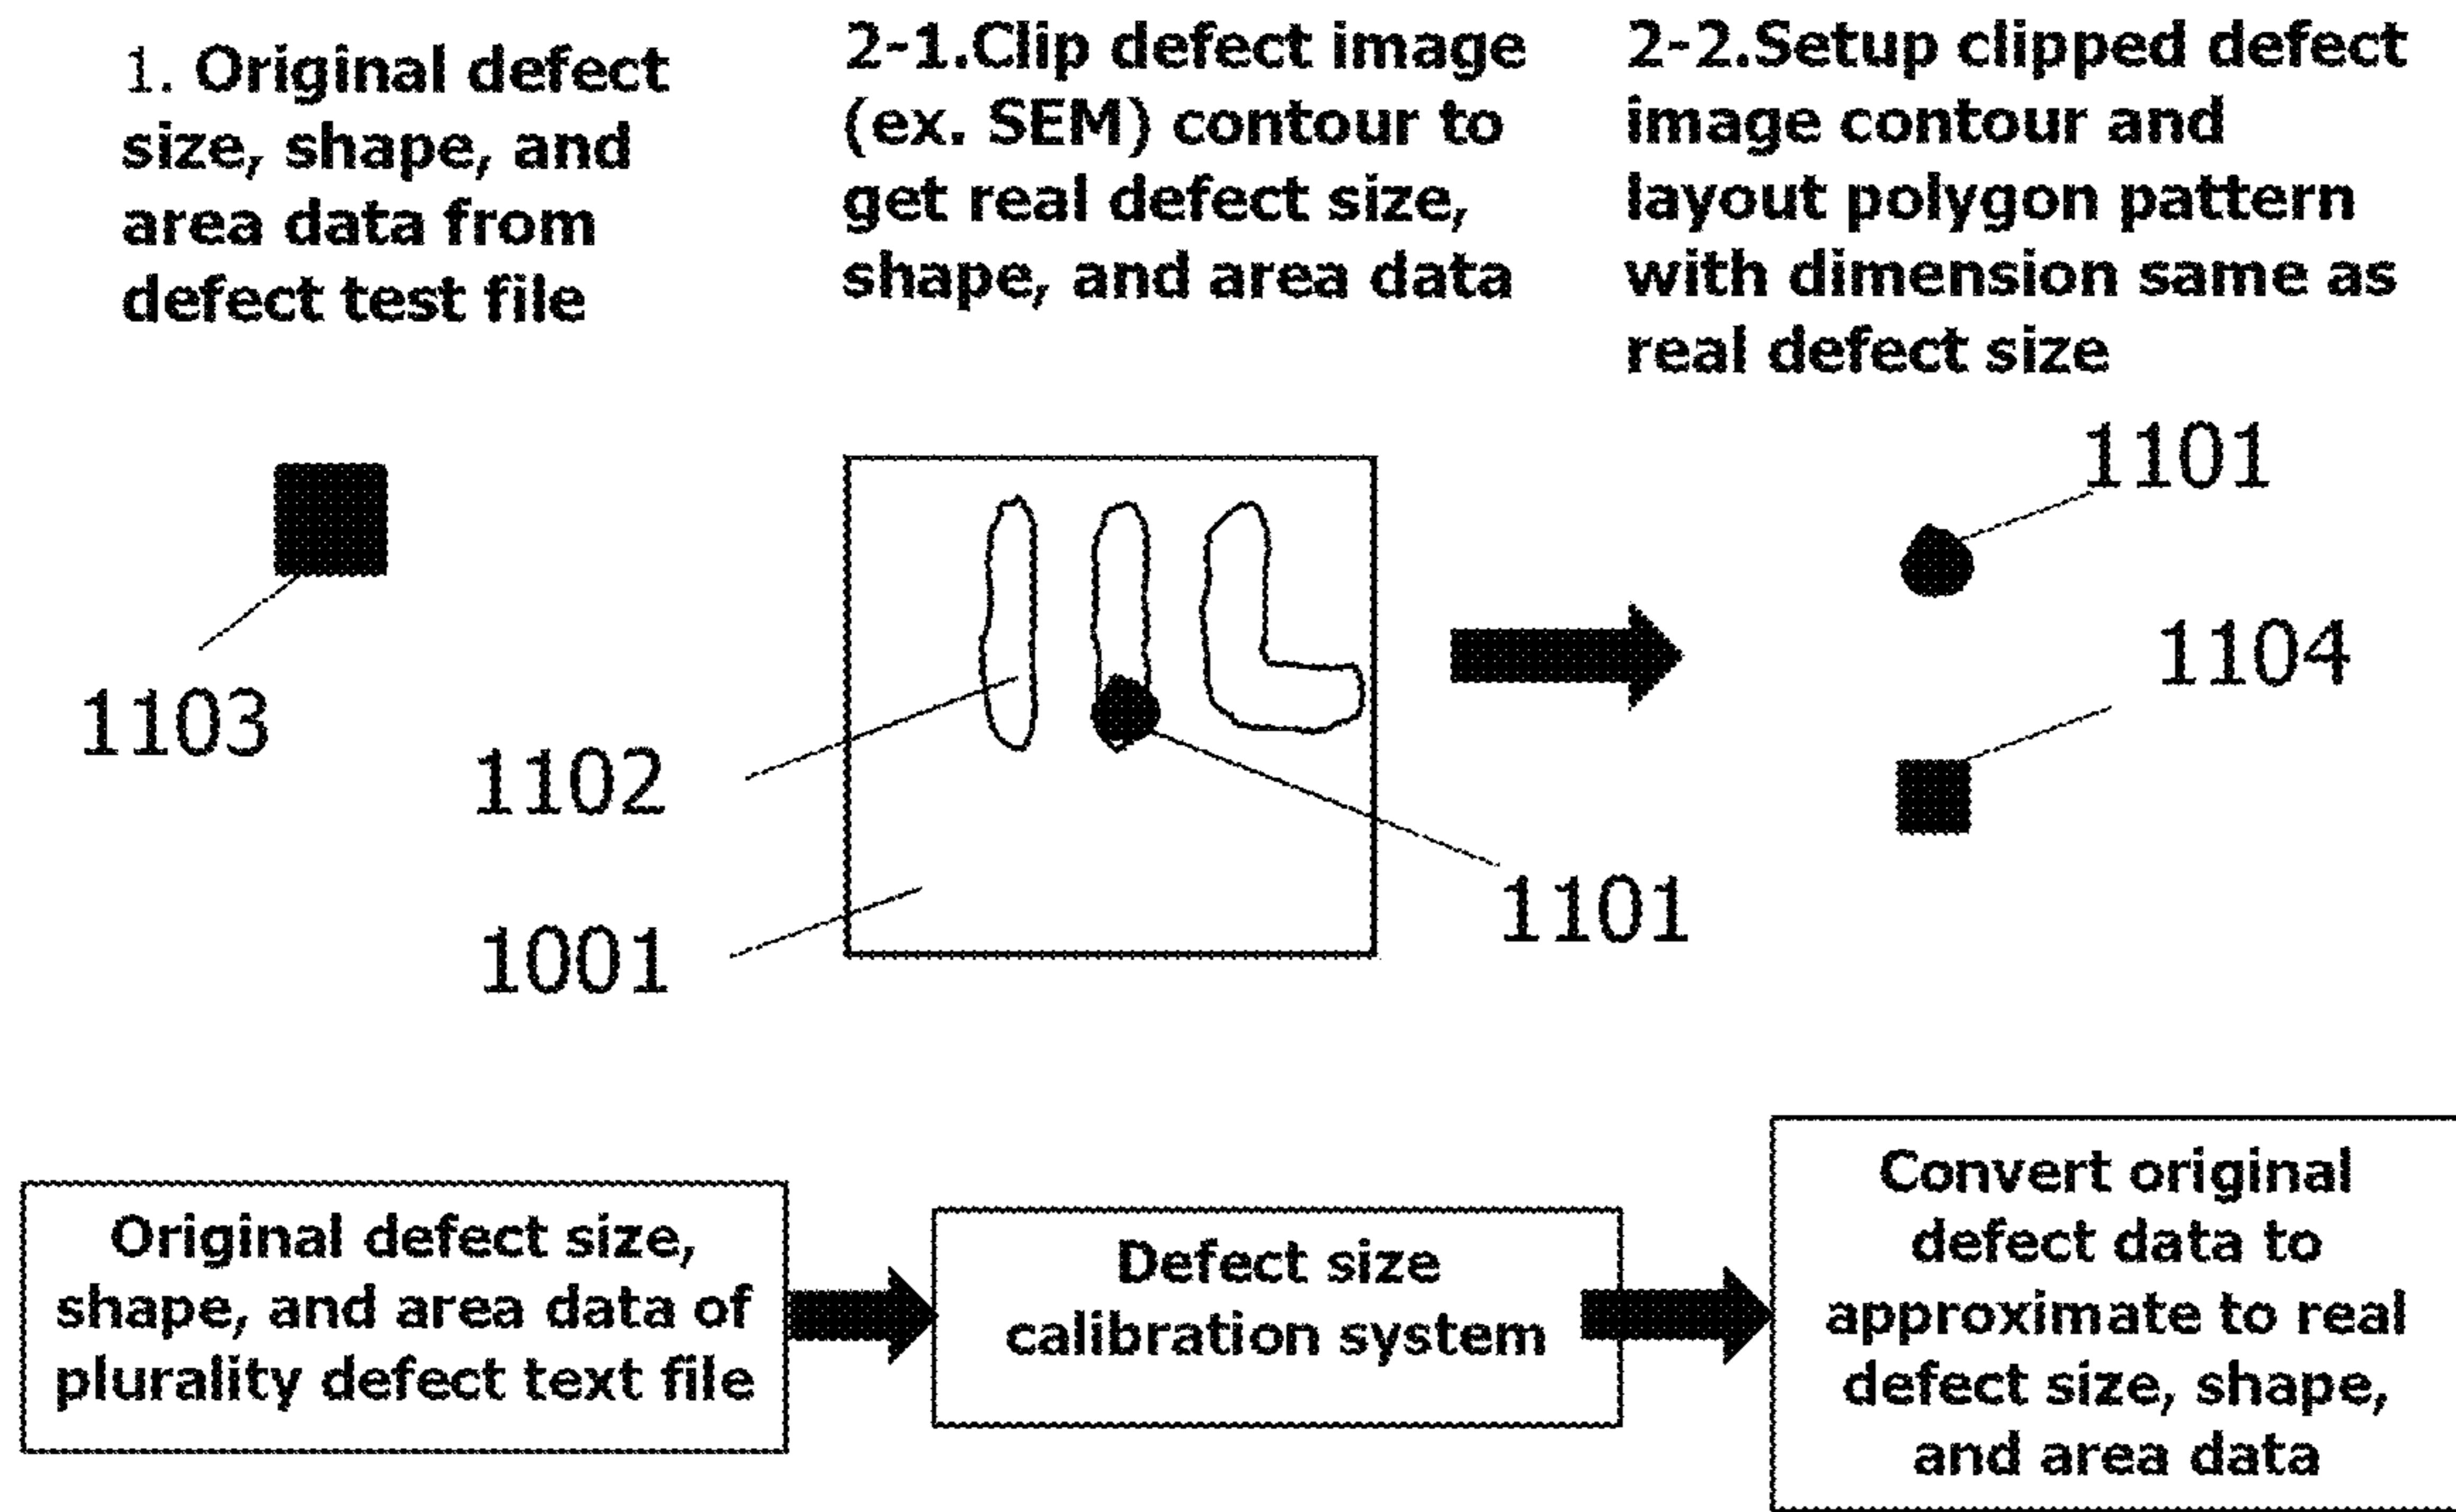 1. Original defect
size, shape, and
area data from
defect test file
2-1.Clip defect image
(ex. SEM) contour to
get real defect size,
shape, and area data
2-2.Setup clipped defect
image contour and
layout polygon pattern
with dimension same as
real defect size
1103
1102
1001
1101
1101
1104
Original defect size,
shape, and area data of
plurality defect text file
Defect size
calibration system
Convert original
defect data to
approximate to real
defect size, shape,
and area data